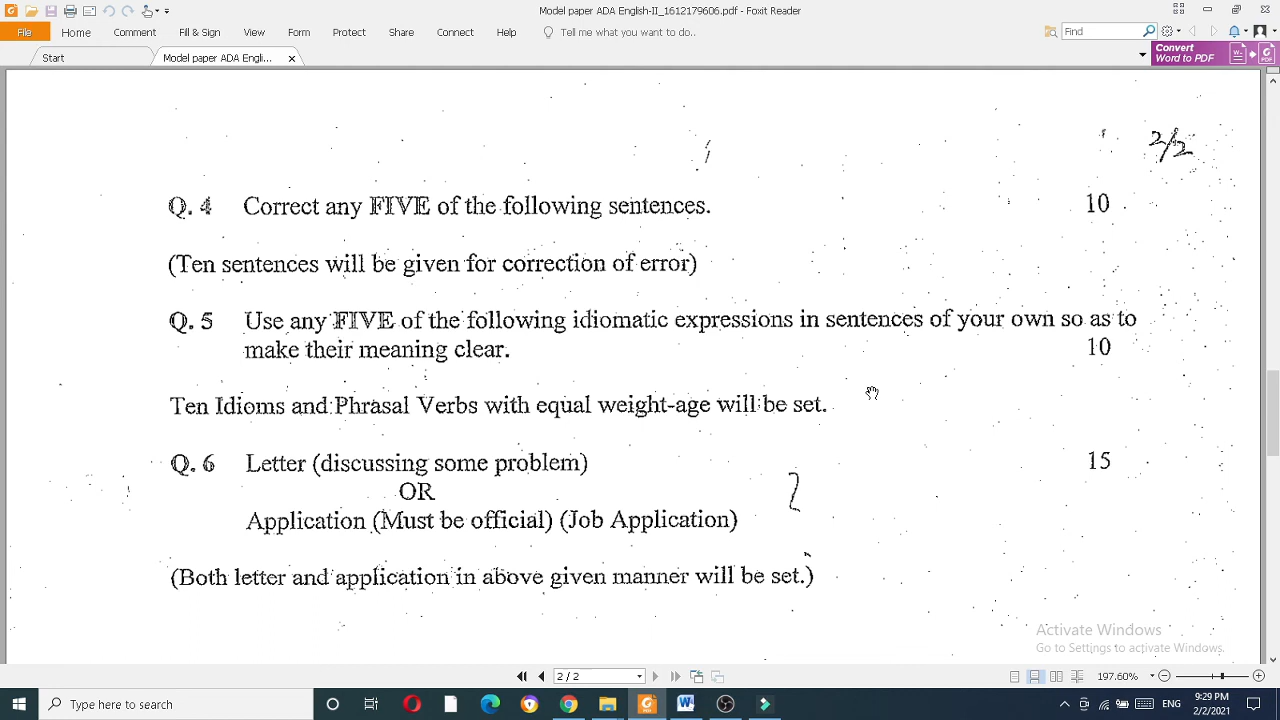 Model paper ADA English-II_1612179606.pdf - Foxit Reader
File Home Comment Fill & Sign View Form Protect Share Connect Help Tell me what you want to do.. Find
Start Model paper ADA Engli... Convert Word to PDF
2/2
Q. 4 Correct any FIVE of the following sentences. 10
(Ten sentences will be given for correction of error)
Q. 5 Use any FIVE of the following idiomatic expressions in sentences of your own so as to
make their meaning clear. 10
Ten Idioms and Phrasal Verbs with equal weight-age will be set.
Q. 6 Letter (discussing some problem) 15
OR
Application (Must be official) (Job Application)
(Both letter and application in above given manner will be set.)
Activate Windows
Go to Settings to activate Windows.
2 / 2 197.60%
Type here to search ENG 9:29 PM
2/2/2021